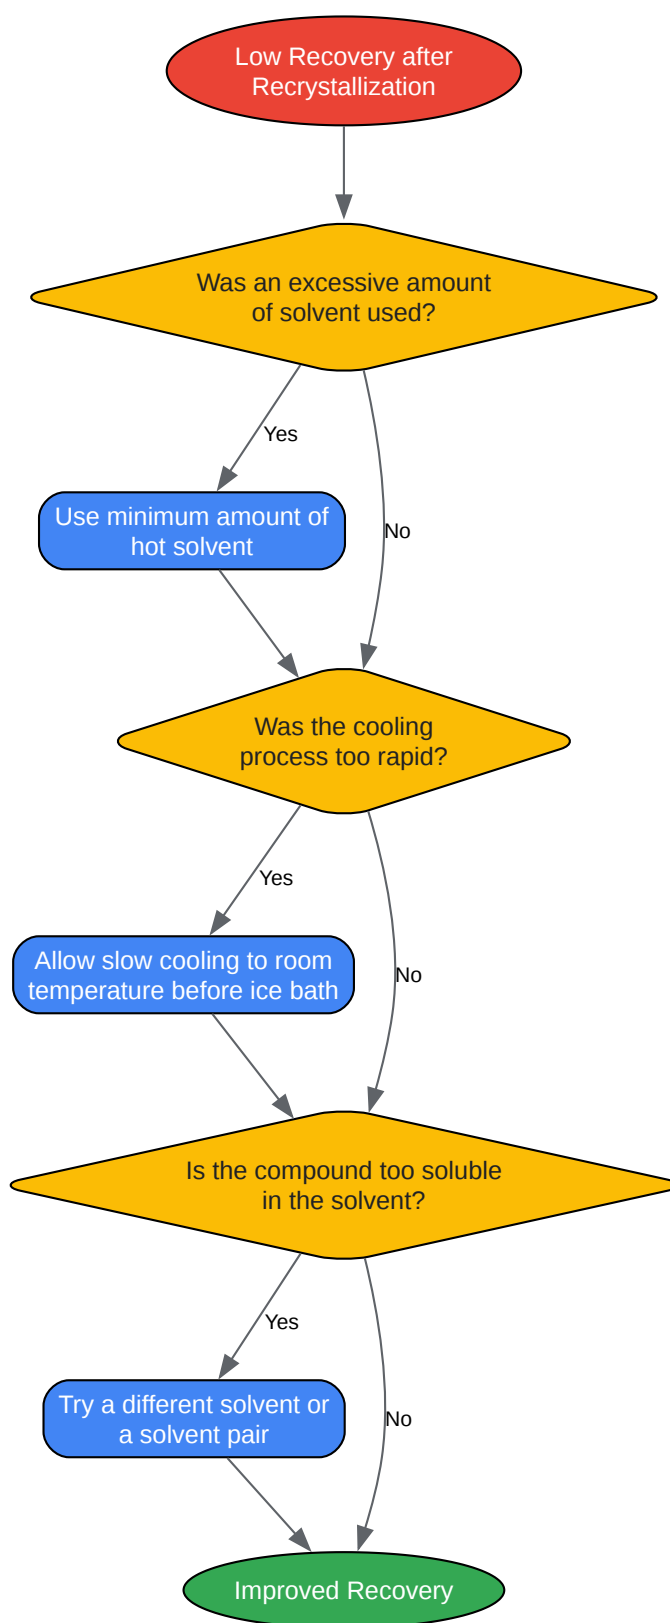 Low Recovery after
Recrystallization
Was an excessive amount
of solvent used?
Yes
Use minimum amount of
hot solvent
No
Was the cooling
process too rapid?
Yes
Allow slow cooling to room
temperature before ice bath
No
Is the compound too soluble
in the solvent?
Yes
Try a different solvent or
a solvent pair
No
Improved Recovery